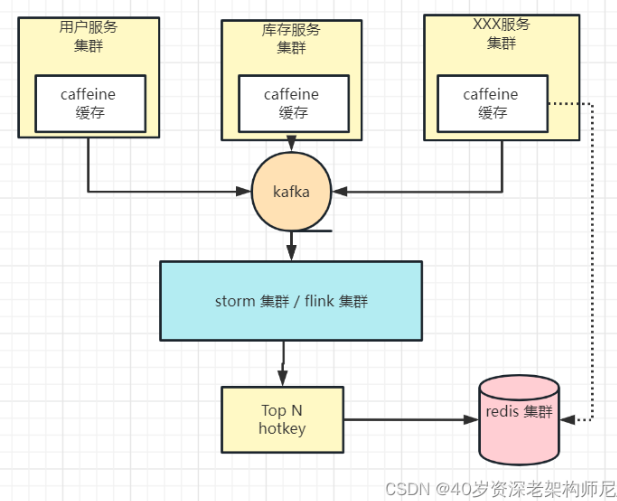 用户服务
集群
caffeine
缓存
库存服务
集群
caffeine
缓存
XXX服务
集群
caffeine
缓存
kafka
storm 集群 / flink 集群
Top N
hotkey
redis 集群
CSDN @40岁资深老架构师尼